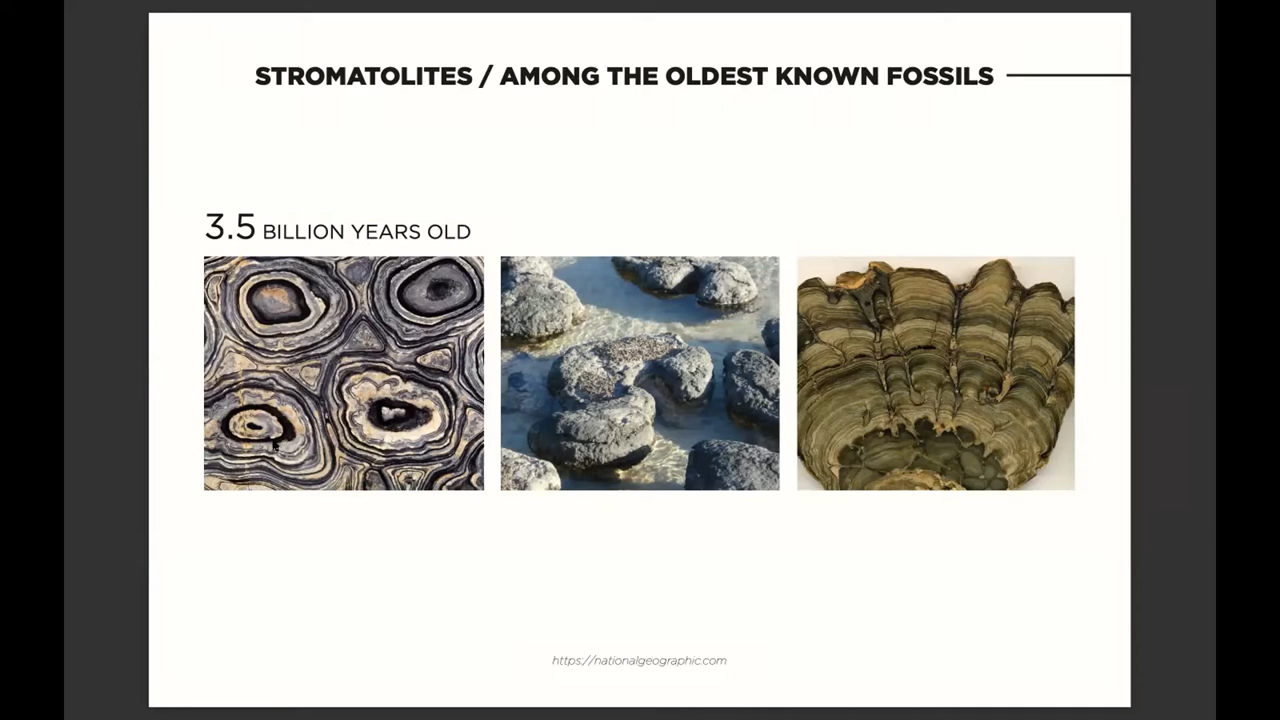 STROMATOLITES / AMONG THE OLDEST KNOWN FOSSILS
3.5 BILLION YEARS OLD
https://nationalgeographic.com